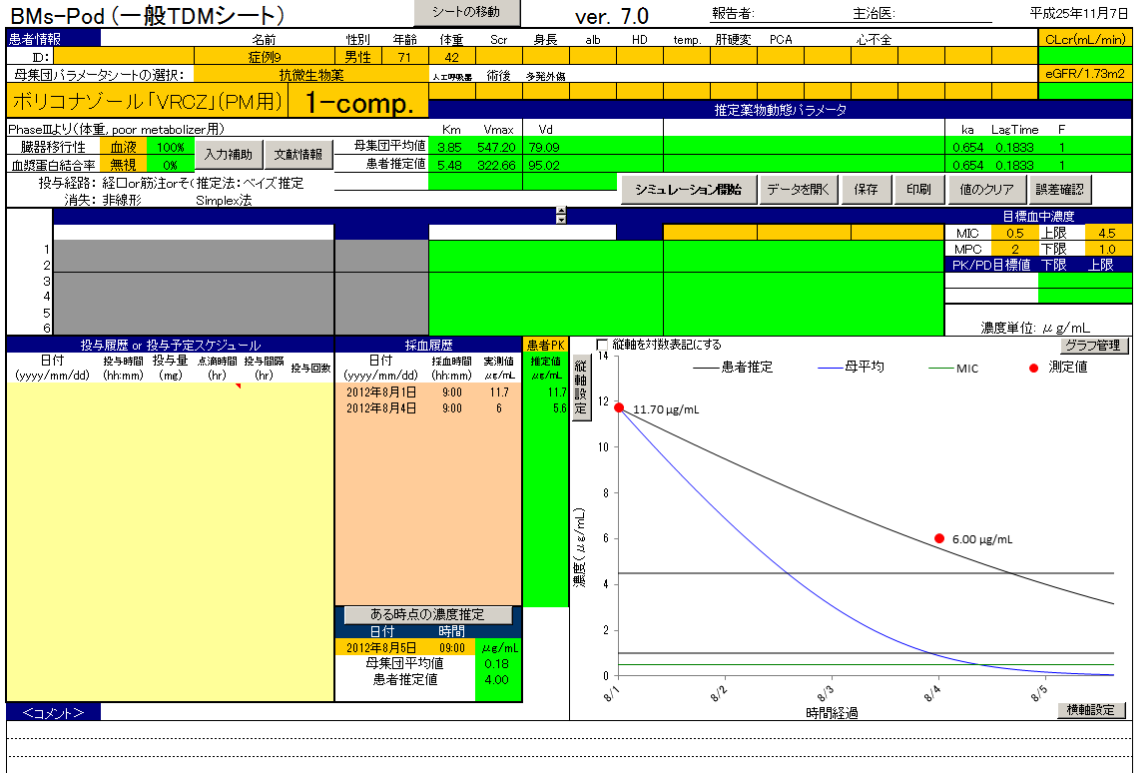 BMs-Pod (一般TDMシート) シートの移動 ver. 7.0 報告者: 主治医: 平成25年11月7日
患者情報 名前 性別 年齢 体重 Scr 身長 alb HD temp. 肝硬変 PCA 心不全 CLcr(mL/min)
ID: 症例9 男性 71 42
母集団パラメータシートの選択: 抗微生物薬 人工呼吸器 術後 多発外傷 eGFR/1.73m2
ボリコナゾール「VRCZ」(PM用) 1-comp. 推定薬物動態パラメータ
PhaseⅢより(体重, poor metabolizer用) Km Vmax Vd ka LagTime F
臓器移行性 血液 100% 入力補助 文献情報 母集団平均値 3.85 547.20 79.09 0.654 0.1833 1
血漿蛋白結合率 無視 0% 患者推定値 5.48 322.66 95.02 0.654 0.1833 1
投与経路: 経口or筋注orそ( 推定法: ベイズ推定 シミュレーション開始 データを開く 保存 印刷 値のクリア 誤差確認
消失: 非線形 Simplex法
目標血中濃度
MIC 0.5 上限 4.5
1 MPC 2 下限 1.0
2 PK/PD目標値 下限 上限
3
4
5
6 濃度単位: μg/mL
投与履歴 or 投与予定スケジュール 採血履歴 患者PK 縦軸を対数表記にする グラフ管理
日付 投与時間 投与量 点滴時間 投与間隔 投与回数 日付 採血時間 実測値 推定値
(yyyy/mm/dd) (hh:mm) (mg) (hr) (hr) (yyyy/mm/dd) (hh:mm) μg/mL μg/mL
2012年8月1日 9:00 11.7 11.7
2012年8月4日 9:00 6 5.6
縦軸設定
患者推定 母平均 MIC 測定値
14
12
11.70 μg/mL
10
8
6
6.00 μg/mL
4
2
0
濃度(μg/mL)
8/1 8/2 8/3 8/4 8/5
時間経過
横軸設定
ある時点の濃度推定
日付 時間
2012年8月5日 09:00 μg/mL
母集団平均値 0.18
患者推定値 4.00
<コメント>